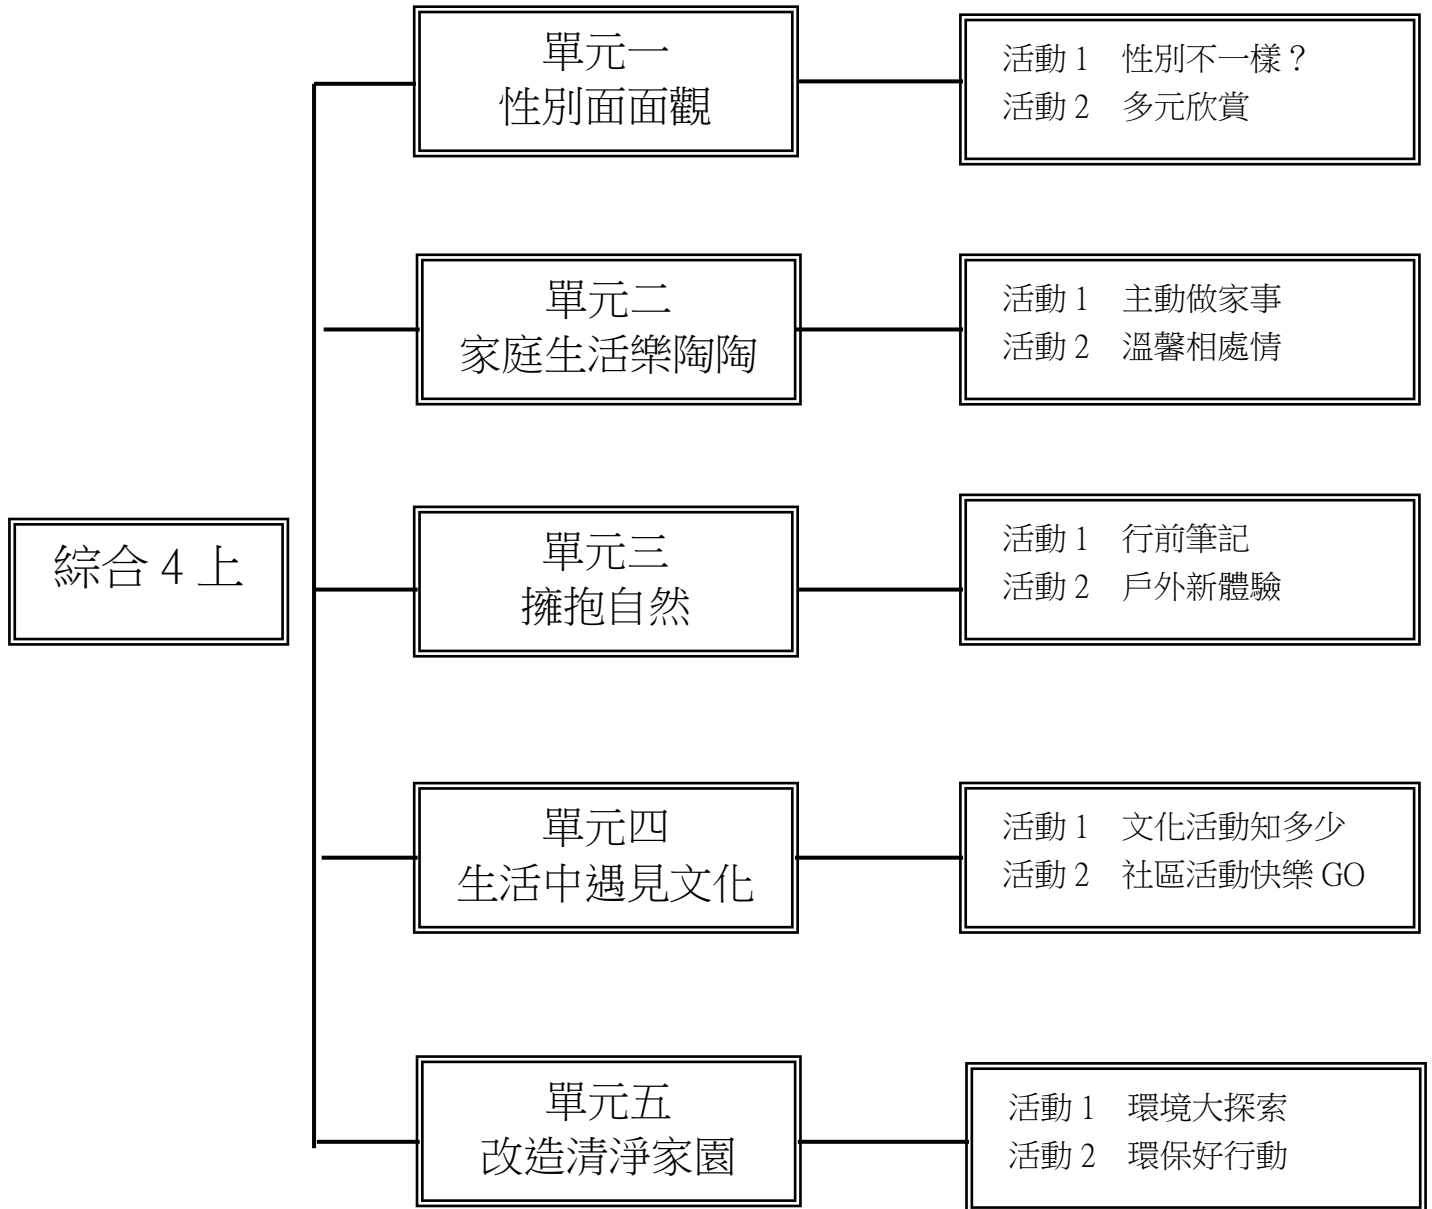 單元一
性別面面觀
活動 1　性別不一樣？
活動 2　多元欣賞
單元二
家庭生活樂陶陶
活動 1　主動做家事
活動 2　溫馨相處情
綜合 4 上
單元三
擁抱自然
活動 1　行前筆記
活動 2　戶外新體驗
單元四
生活中遇見文化
活動 1　文化活動知多少
活動 2　社區活動快樂 GO
單元五
改造清淨家園
活動 1　環境大探索
活動 2　環保好行動